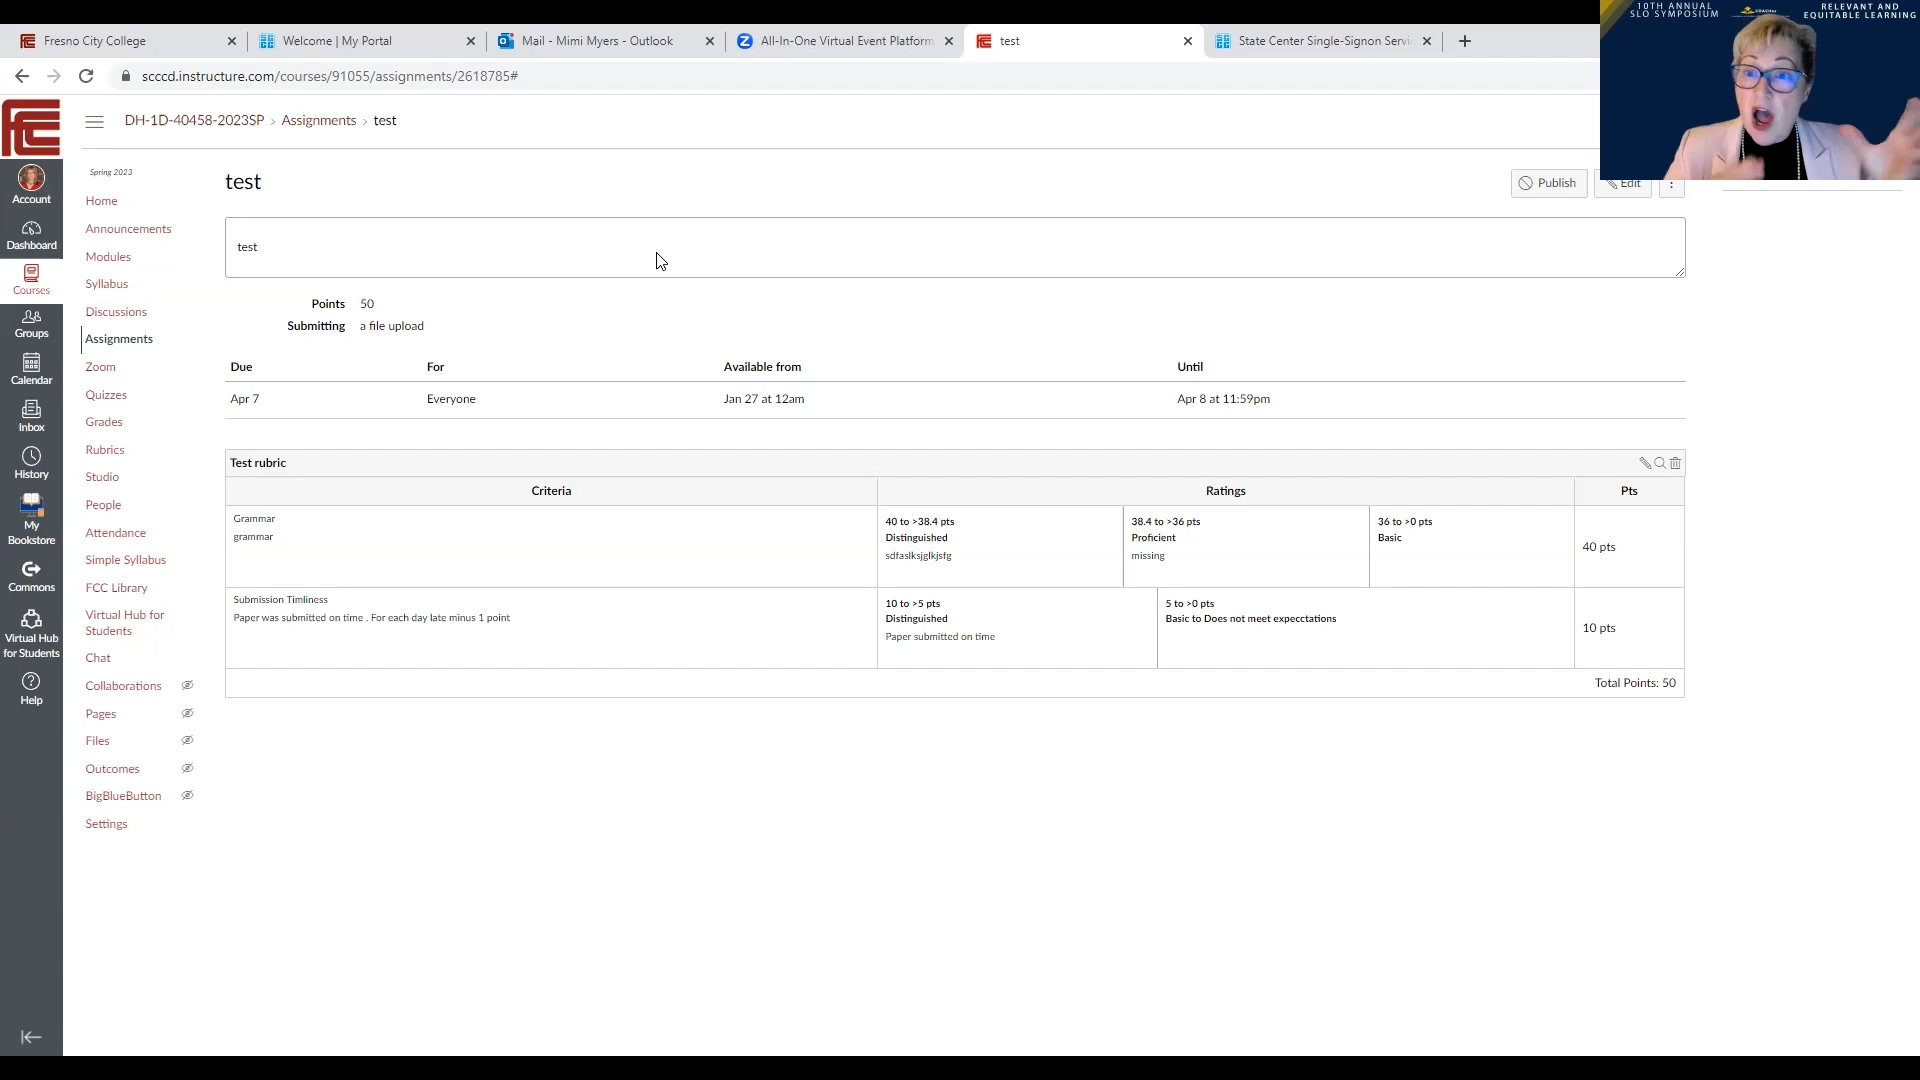 10TH ANNUAL
SLO SYMPOSIUM
COACHes
RELEVANT AND
EQUITABLE LEARNING
Fresno City College
Welcome | My Portal
Mail - Mimi Myers - Outlook
All-In-One Virtual Event Platform
test
State Center Single-Signon Servi
scccd.instructure.com/courses/91055/assignments/2618785#
DH-1D-40458-2023SP › Assignments › test
Account
Dashboard
Courses
Groups
Calendar
Inbox
History
My
Bookstore
Commons
Virtual Hub
for Students
Help
Spring 2023
Home
Announcements
Modules
Syllabus
Discussions
Assignments
Zoom
Quizzes
Grades
Rubrics
Studio
People
Attendance
Simple Syllabus
FCC Library
Virtual Hub for
Students
Chat
Collaborations
Pages
Files
Outcomes
BigBlueButton
Settings
test
Publish
Edit
test
Points 50
Submitting a file upload
Due For Available from Until
Apr 7 Everyone Jan 27 at 12am Apr 8 at 11:59pm
Test rubric
Criteria Ratings Pts
Grammar
grammar
40 to >38.4 pts
Distinguished
sdfaslksjglkjsfg
38.4 to >36 pts
Proficient
missing
36 to >0 pts
Basic
40 pts
Submission Timliness
Paper was submitted on time . For each day late minus 1 point
10 to >5 pts
Distinguished
Paper submitted on time
5 to >0 pts
Basic to Does not meet expecctations
10 pts
Total Points: 50